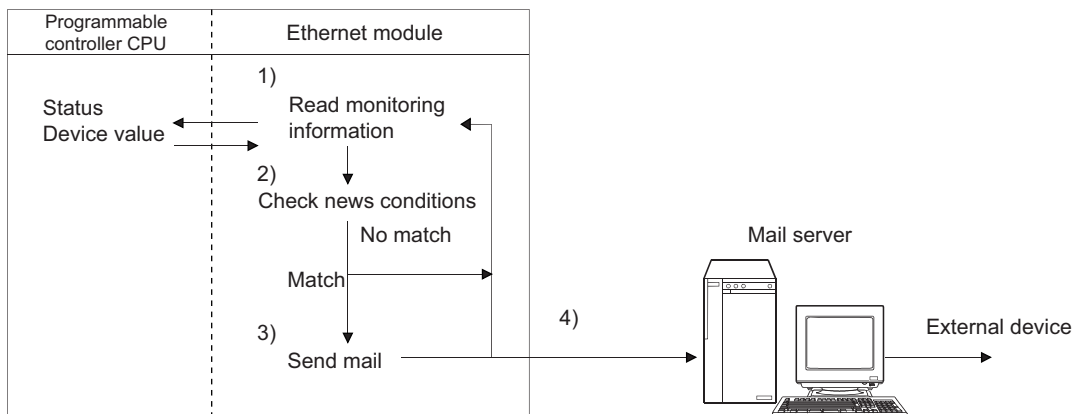 Programmable
controller CPU
Ethernet module
1)
Status
Device value
Read monitoring
information
2)
Check news conditions
No match
Match
3)
Send mail
4)
Mail server
External device